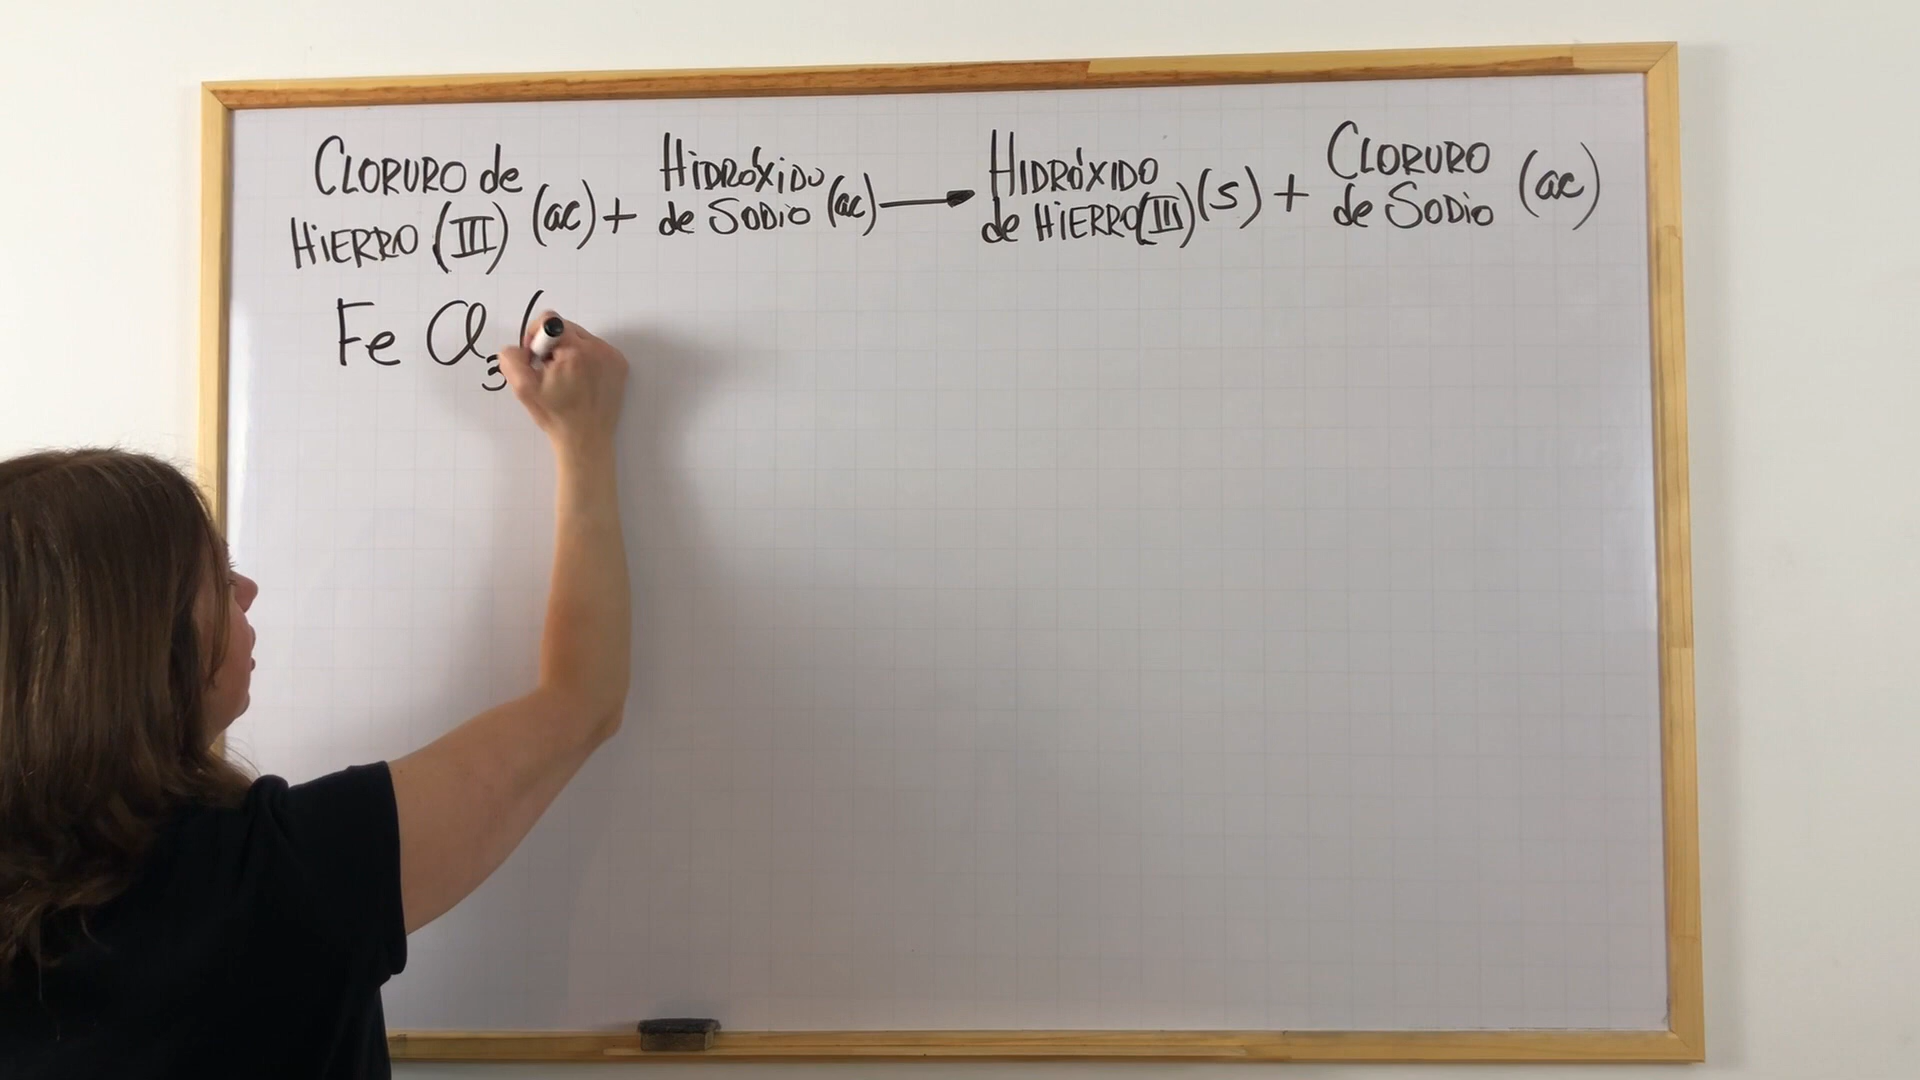 CLORURO de HIDRÓXIDO HIDRÓXIDO CLORURO
HIERRO (III) (ac) + de SODIO (ac) → de HIERRO(III) (s) + de SODIO (ac)
Fe Cl₃ (